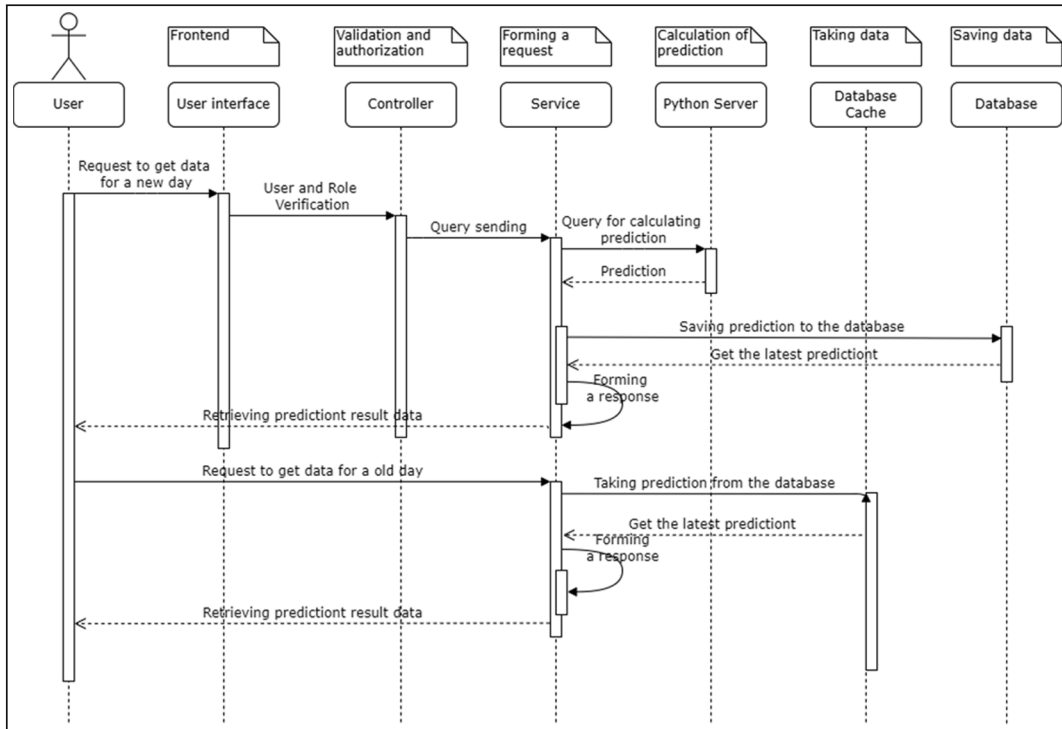 Frontend
Validation and
authorization
Forming a
request
Calculation of
prediction
Taking data
Saving data
User
User interface
Controller
Service
Python Server
Database
Cache
Database
Request to get data
for a new day
User and Role
Verification
Query sending
Query for calculating
prediction
Prediction
Saving prediction to the database
Get the latest predictiont
Forming
a response
Retrieving predictiont result data
Request to get data for a old day
Taking prediction from the database
Get the latest predictiont
Forming
a response
Retrieving predictiont result data